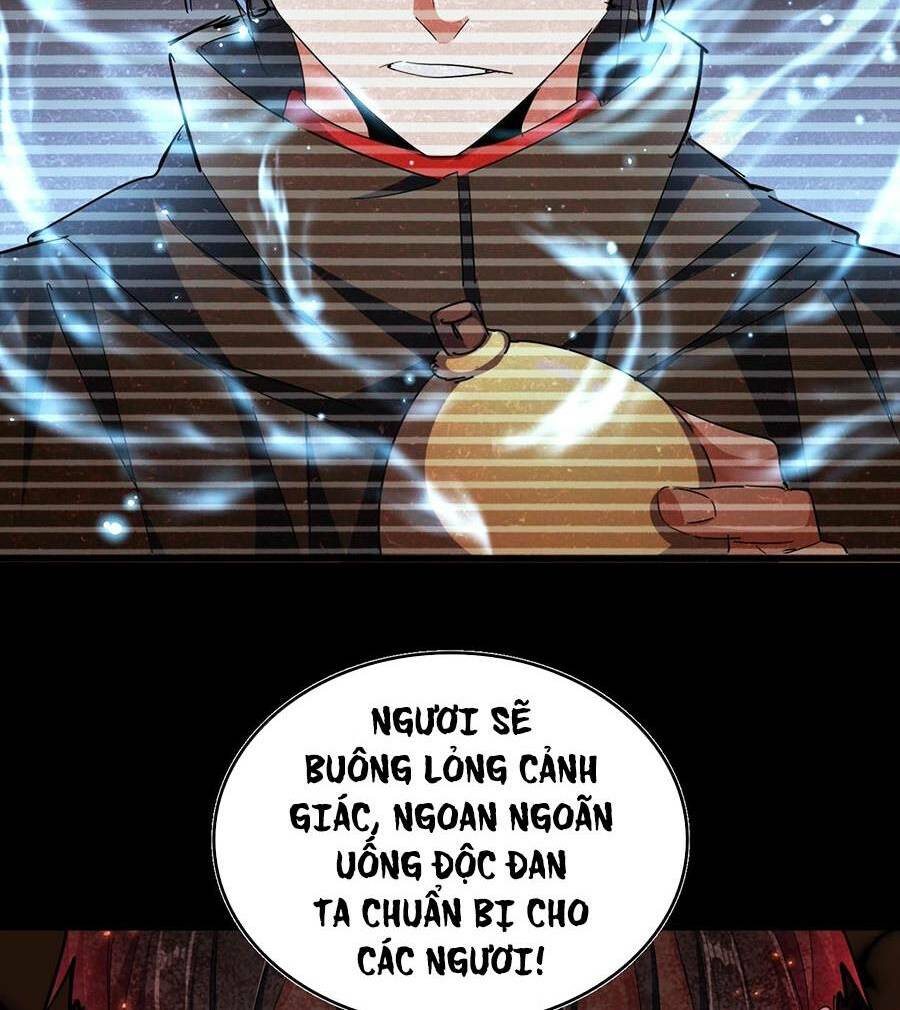 NGƯƠI SẼ
BUÔNG LỎNG CẢNH
GIÁC, NGOAN NGOÃN
UỐNG ĐỘC ĐAN
TA CHUẨN BỊ CHO
CÁC NGƯƠI!